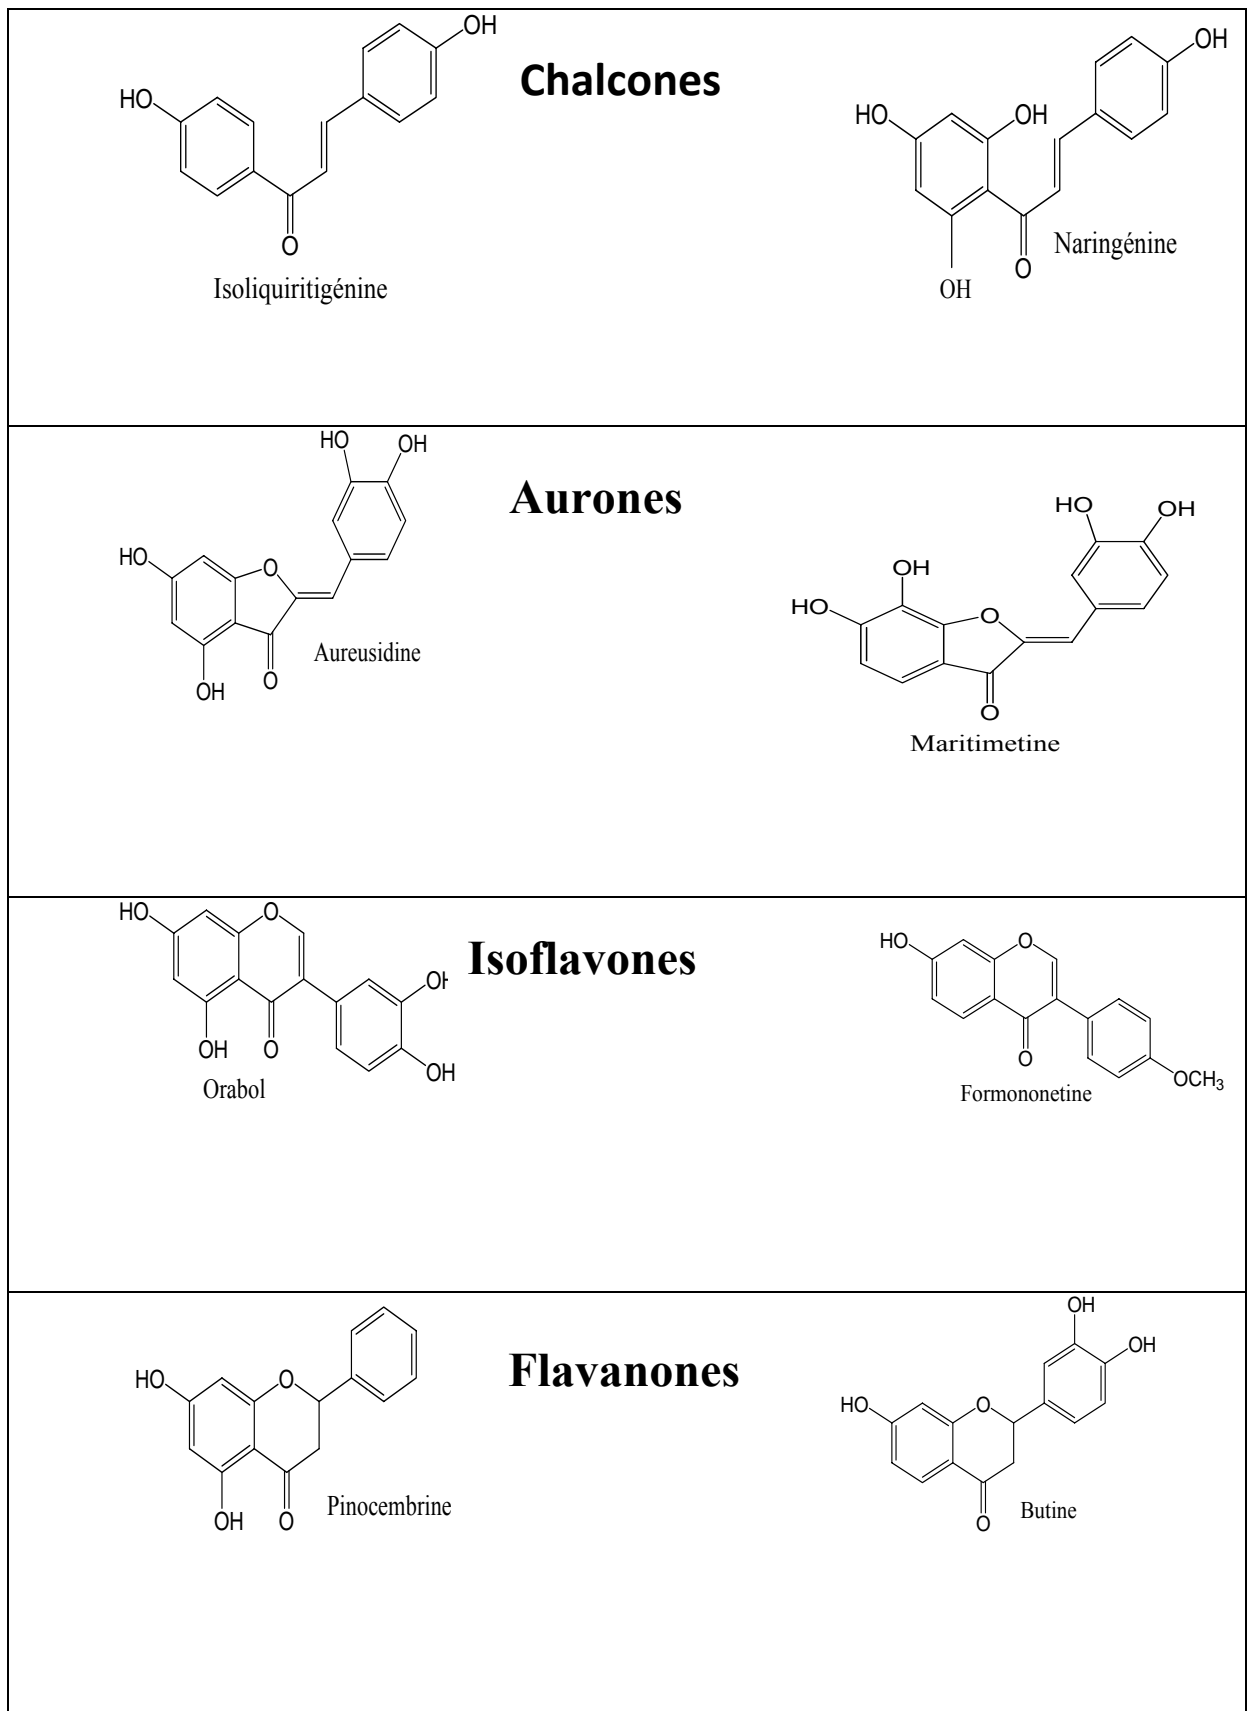 Chalcones
OH
HO
O
Isoliquiritigénine
OH
HO
OH
O
OH
Naringénine
Aurones
HO
OH
HO
O
OH
O
Aureusidine
HO
OH
OH
HO
O
O
Maritimetine
Isoflavones
HO
O
OH
O
OH
OH
Orabol
HO
O
O
OCH3
Formononetine
Flavanones
HO
O
OH
O
Pinocembrine
OH
OH
HO
O
O
Butine